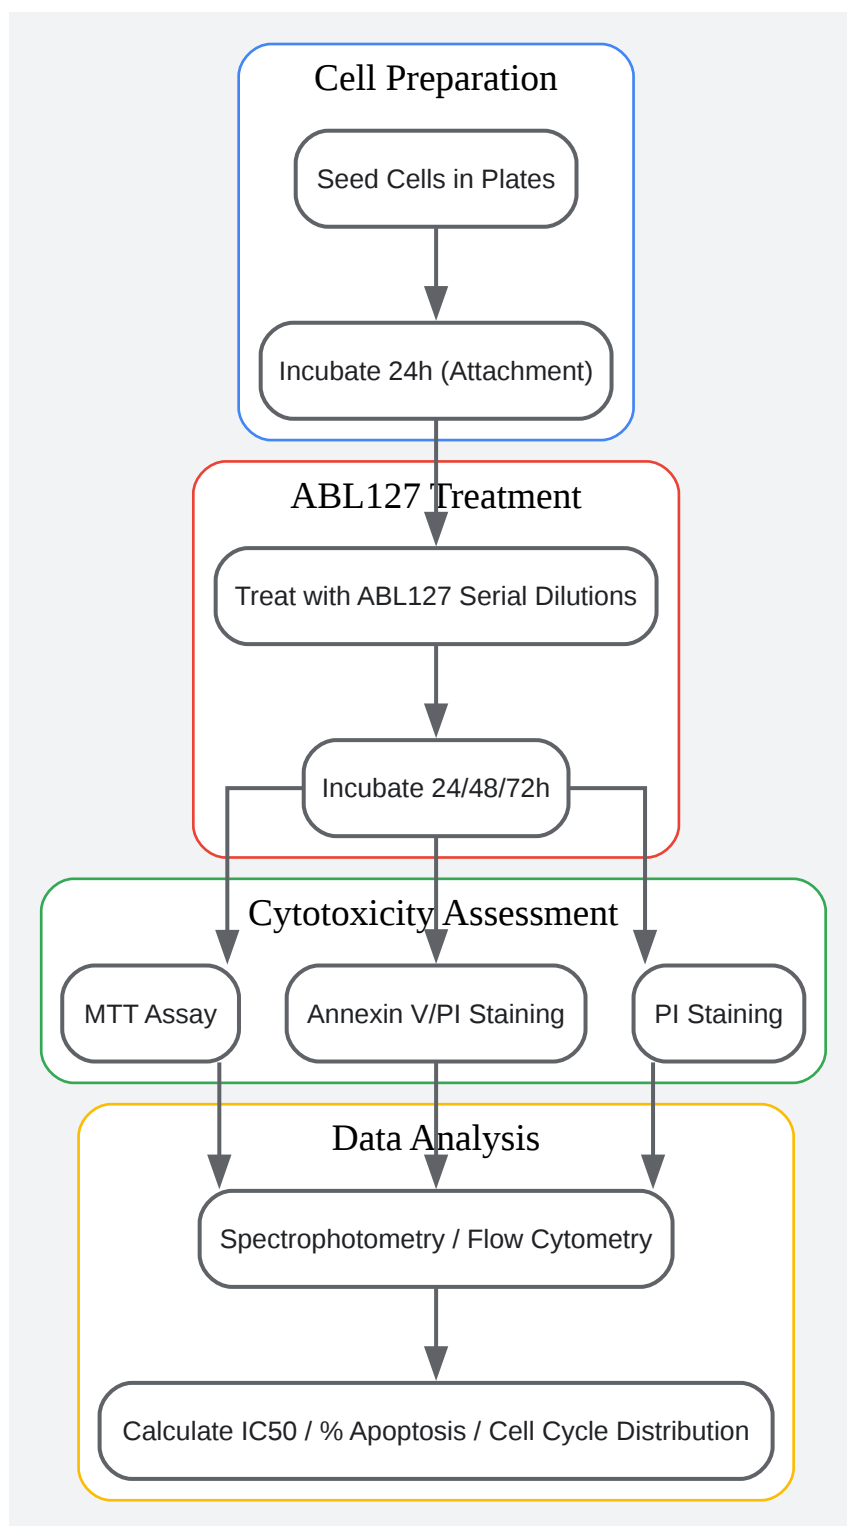 Cell Preparation
Seed Cells in Plates
Incubate 24h (Attachment)
ABL127 Treatment
Treat with ABL127 Serial Dilutions
Incubate 24/48/72h
Cytotoxicity Assessment
MTT Assay
Annexin V/PI Staining
PI Staining
Data Analysis
Spectrophotometry / Flow Cytometry
Calculate IC50 / % Apoptosis / Cell Cycle Distribution